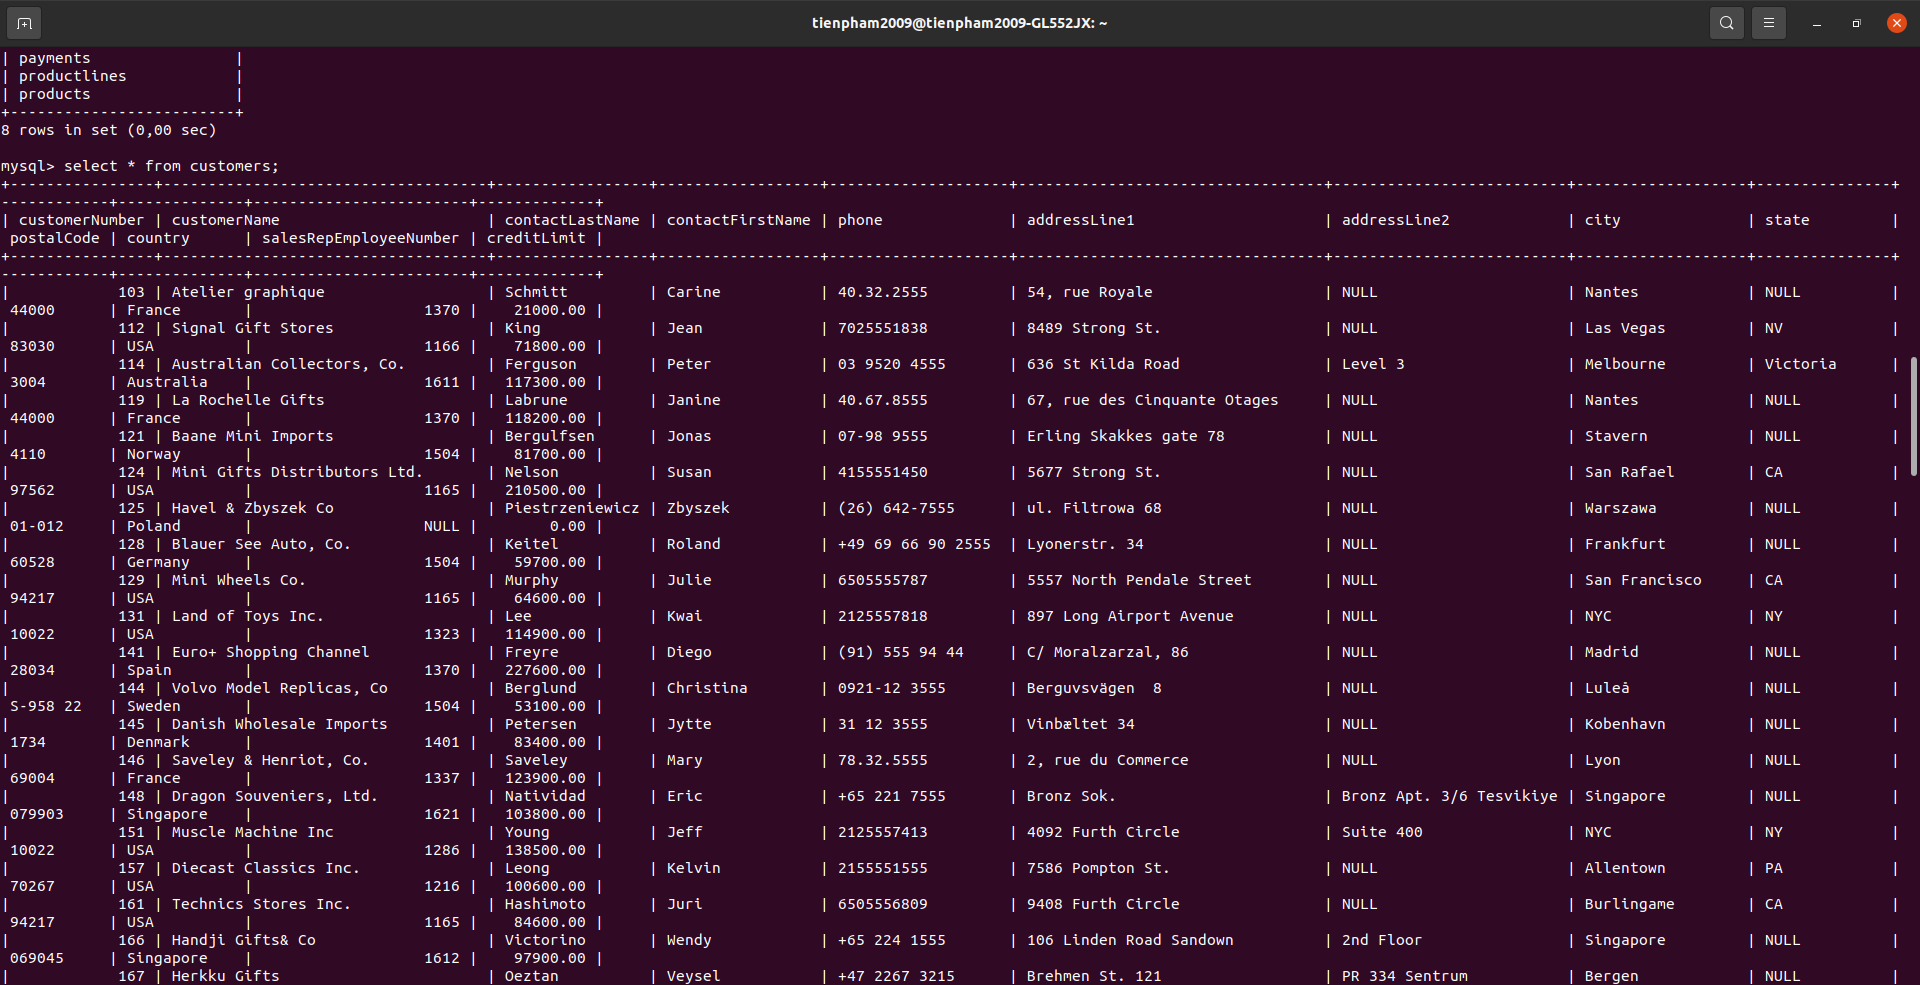 tienpham2009@tienpham2009-GL552JX: ~
| payments                |
| productlines            |
| products                |
+-------------------------+
8 rows in set (0,00 sec)

mysql> select * from customers;
+----------------+------------------------------------+-----------------+------------------+--------------------+----------------------------------+--------------------------+-------------------+---------------+
------------+--------------+------------------------+-------------+
| customerNumber | customerName                       | contactLastName | contactFirstName | phone              | addressLine1                     | addressLine2             | city              | state         |
 postalCode | country      | salesRepEmployeeNumber | creditLimit |
+----------------+------------------------------------+-----------------+------------------+--------------------+----------------------------------+--------------------------+-------------------+---------------+
------------+--------------+------------------------+-------------+
|            103 | Atelier graphique                  | Schmitt         | Carine           | 40.32.2555         | 54, rue Royale                   | NULL                     | Nantes            | NULL          |
 44000      | France       |                   1370 |    21000.00 |
|            112 | Signal Gift Stores                 | King            | Jean             | 7025551838         | 8489 Strong St.                  | NULL                     | Las Vegas         | NV            |
 83030      | USA          |                   1166 |    71800.00 |
|            114 | Australian Collectors, Co.         | Ferguson        | Peter            | 03 9520 4555       | 636 St Kilda Road                | Level 3                  | Melbourne         | Victoria      |
 3004       | Australia    |                   1611 |   117300.00 |
|            119 | La Rochelle Gifts                  | Labrune         | Janine           | 40.67.8555         | 67, rue des Cinquante Otages     | NULL                     | Nantes            | NULL          |
 44000      | France       |                   1370 |   118200.00 |
|            121 | Baane Mini Imports                 | Bergulfsen      | Jonas            | 07-98 9555         | Erling Skakkes gate 78           | NULL                     | Stavern           | NULL          |
 4110       | Norway       |                   1504 |    81700.00 |
|            124 | Mini Gifts Distributors Ltd.       | Nelson          | Susan            | 4155551450         | 5677 Strong St.                  | NULL                     | San Rafael        | CA            |
 97562      | USA          |                   1165 |   210500.00 |
|            125 | Havel & Zbyszek Co                 | Piestrzeniewicz | Zbyszek          | (26) 642-7555      | ul. Filtrowa 68                  | NULL                     | Warszawa          | NULL          |
 01-012     | Poland       |                   NULL |        0.00 |
|            128 | Blauer See Auto, Co.               | Keitel          | Roland           | +49 69 66 90 2555  | Lyonerstr. 34                    | NULL                     | Frankfurt         | NULL          |
 60528      | Germany      |                   1504 |    59700.00 |
|            129 | Mini Wheels Co.                    | Murphy          | Julie            | 6505555787         | 5557 North Pendale Street        | NULL                     | San Francisco     | CA            |
 94217      | USA          |                   1165 |    64600.00 |
|            131 | Land of Toys Inc.                  | Lee             | Kwai             | 2125557818         | 897 Long Airport Avenue          | NULL                     | NYC               | NY            |
 10022      | USA          |                   1323 |   114900.00 |
|            141 | Euro+ Shopping Channel             | Freyre          | Diego            | (91) 555 94 44     | C/ Moralzarzal, 86               | NULL                     | Madrid            | NULL          |
 28034      | Spain        |                   1370 |   227600.00 |
|            144 | Volvo Model Replicas, Co           | Berglund        | Christina        | 0921-12 3555       | Berguvsvägen  8                  | NULL                     | Luleå             | NULL          |
 S-958 22   | Sweden       |                   1504 |    53100.00 |
|            145 | Danish Wholesale Imports           | Petersen        | Jytte            | 31 12 3555         | Vinbæltet 34                     | NULL                     | Kobenhavn         | NULL          |
 1734       | Denmark      |                   1401 |    83400.00 |
|            146 | Saveley & Henriot, Co.             | Saveley         | Mary             | 78.32.5555         | 2, rue du Commerce               | NULL                     | Lyon              | NULL          |
 69004      | France       |                   1337 |   123900.00 |
|            148 | Dragon Souveniers, Ltd.            | Natividad       | Eric             | +65 221 7555       | Bronz Sok.                       | Bronz Apt. 3/6 Tesvikiye | Singapore         | NULL          |
 079903     | Singapore    |                   1621 |   103800.00 |
|            151 | Muscle Machine Inc                 | Young           | Jeff             | 2125557413         | 4092 Furth Circle                | Suite 400                | NYC               | NY            |
 10022      | USA          |                   1286 |   138500.00 |
|            157 | Diecast Classics Inc.              | Leong           | Kelvin           | 2155551555         | 7586 Pompton St.                 | NULL                     | Allentown         | PA            |
 70267      | USA          |                   1216 |   100600.00 |
|            161 | Technics Stores Inc.               | Hashimoto       | Juri             | 6505556809         | 9408 Furth Circle                | NULL                     | Burlingame        | CA            |
 94217      | USA          |                   1165 |    84600.00 |
|            166 | Handji Gifts& Co                   | Victorino       | Wendy            | +65 224 1555       | 106 Linden Road Sandown          | 2nd Floor                | Singapore         | NULL          |
 069045     | Singapore    |                   1612 |    97900.00 |
|            167 | Herkku Gifts                       | Oeztan          | Veysel           | +47 2267 3215      | Brehmen St. 121                  | PR 334 Sentrum           | Bergen            | NULL          |